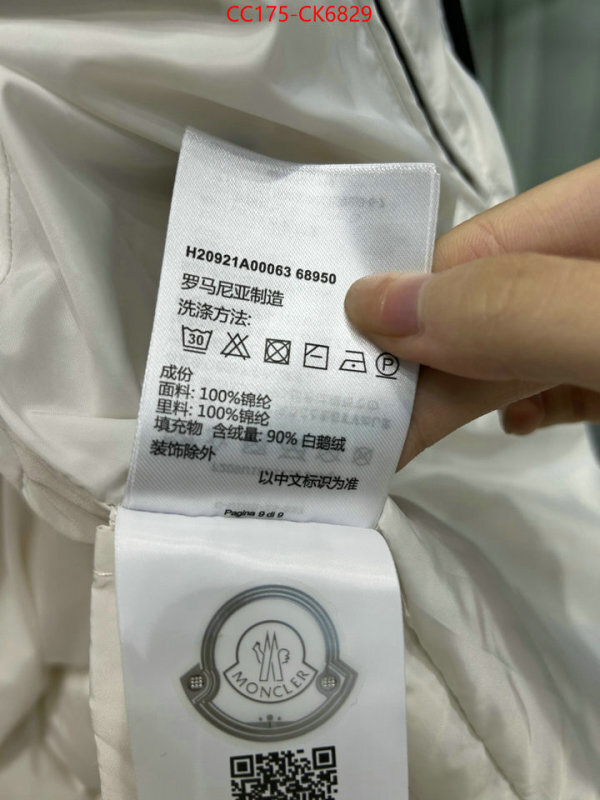 CC175-CK6829
H20921A00063 68950
罗马尼亚制造
洗涤方法:
30
P
成份
面料: 100%锦纶
里料: 100%锦纶
填充物 含绒量: 90% 白鹅绒
装饰除外
以中文标识为准
Pagina 9 di 9
MONCLER